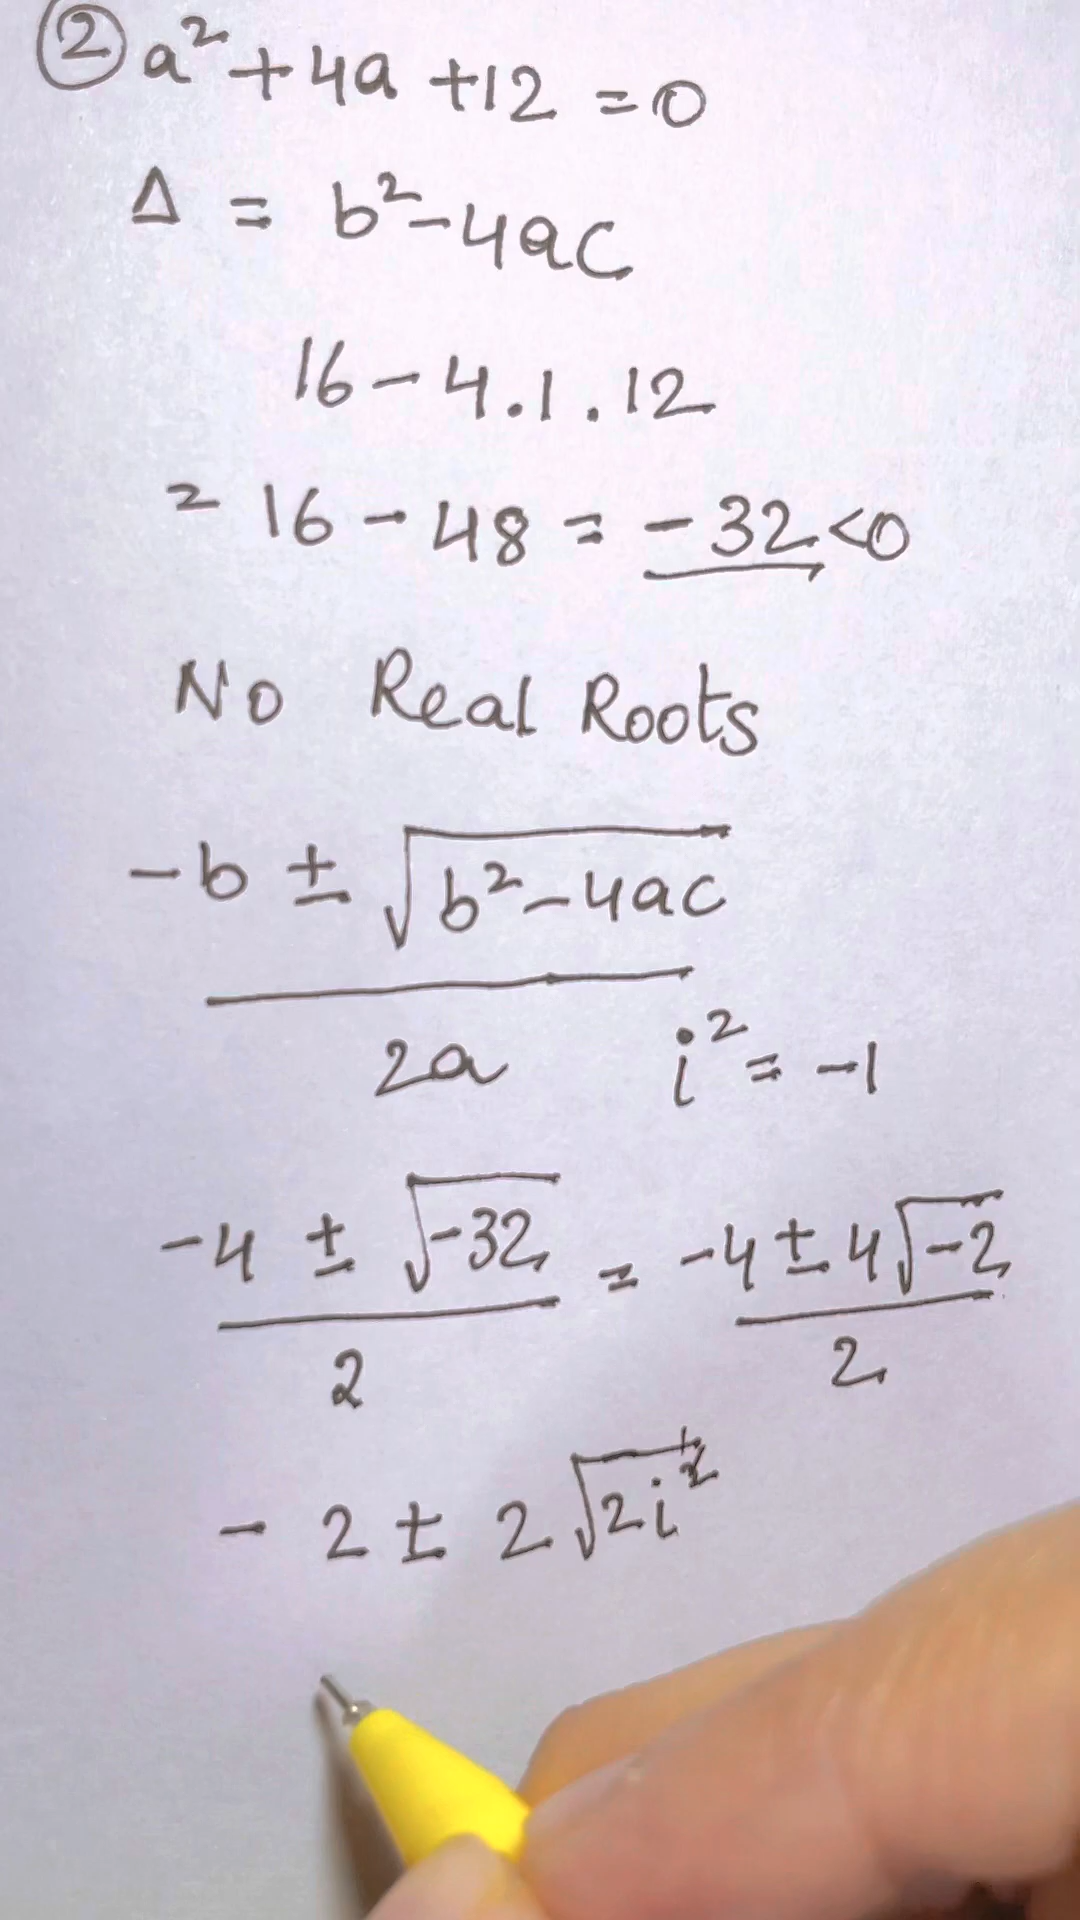 ② a² + 4a + 12 = 0
Δ = b² - 4ac
16 - 4.1.12
= 16 - 48 = -32 < 0
No Real Roots
-b ± √(b² - 4ac)
2a i² = -1
-4 ± √-32 = -4 ± 4√-2
2 2
- 2 ± 2√2i²